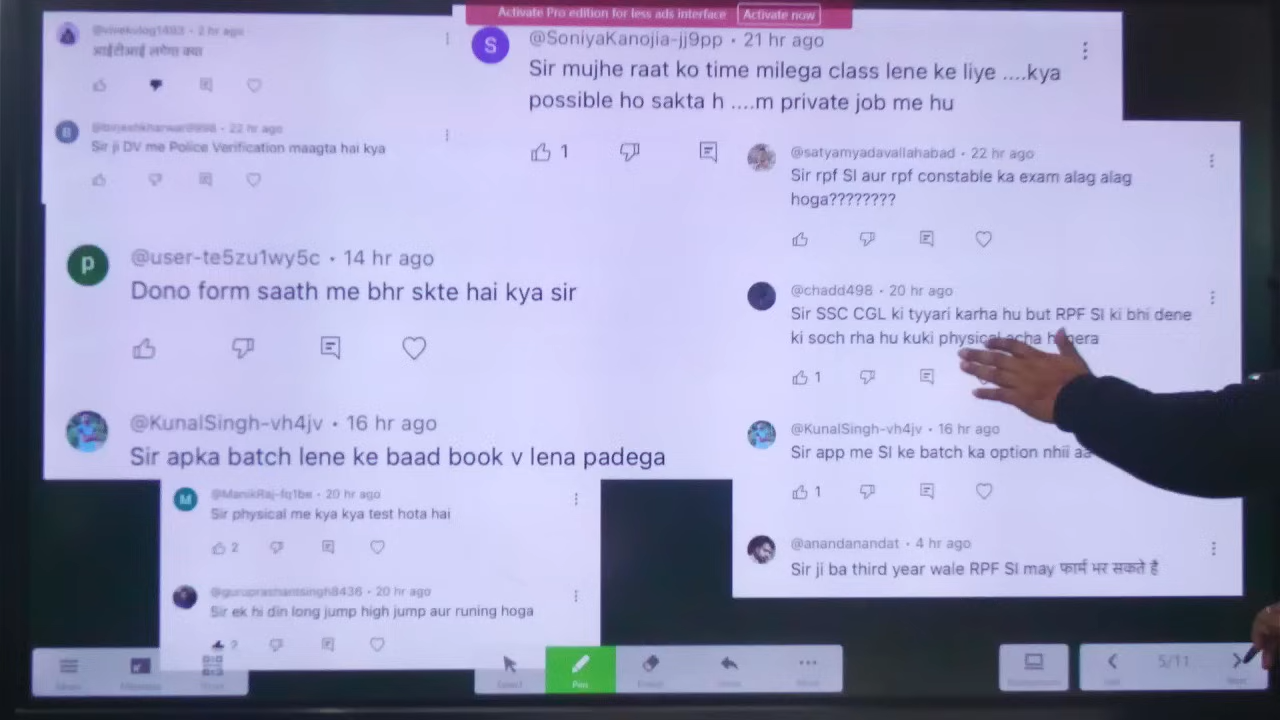 Activate Pro edition for less ads interface
Activate now
2 hr ago
आईटीआई लगेगा क्या
22 hr ago
Sir ji DV me Police Verification maagta hai kya
@SoniyaKanojia-jj9pp • 21 hr ago
Sir mujhe raat ko time milega class lene ke liye ....kya
possible ho sakta h ....m private job me hu
1
@user-te5zu1wy5c • 14 hr ago
Dono form saath me bhr skte hai kya sir
@KunalSingh-vh4jv • 16 hr ago
Sir apka batch lene ke baad book v lena padega
@ManikRaj-fq1be • 20 hr ago
Sir physical me kya kya test hota hai
2
@guruprashantsingh8436 • 20 hr ago
Sir ek hi din long jump high jump aur runing hoga
@satyamyadavallahabad • 22 hr ago
Sir rpf SI aur rpf constable ka exam alag alag
hoga????????
@chadd498 • 20 hr ago
Sir SSC CGL ki tyyari karha hu but RPF SI ki bhi dene
ki soch rha hu kuki physical acha h mera
1
@KunalSingh-vh4jv • 16 hr ago
Sir app me SI ke batch ka option nhii
1
@anandanandat • 4 hr ago
Sir ji ba third year wale RPF SI may फार्म भर सकते है
Select
Pen
5/11